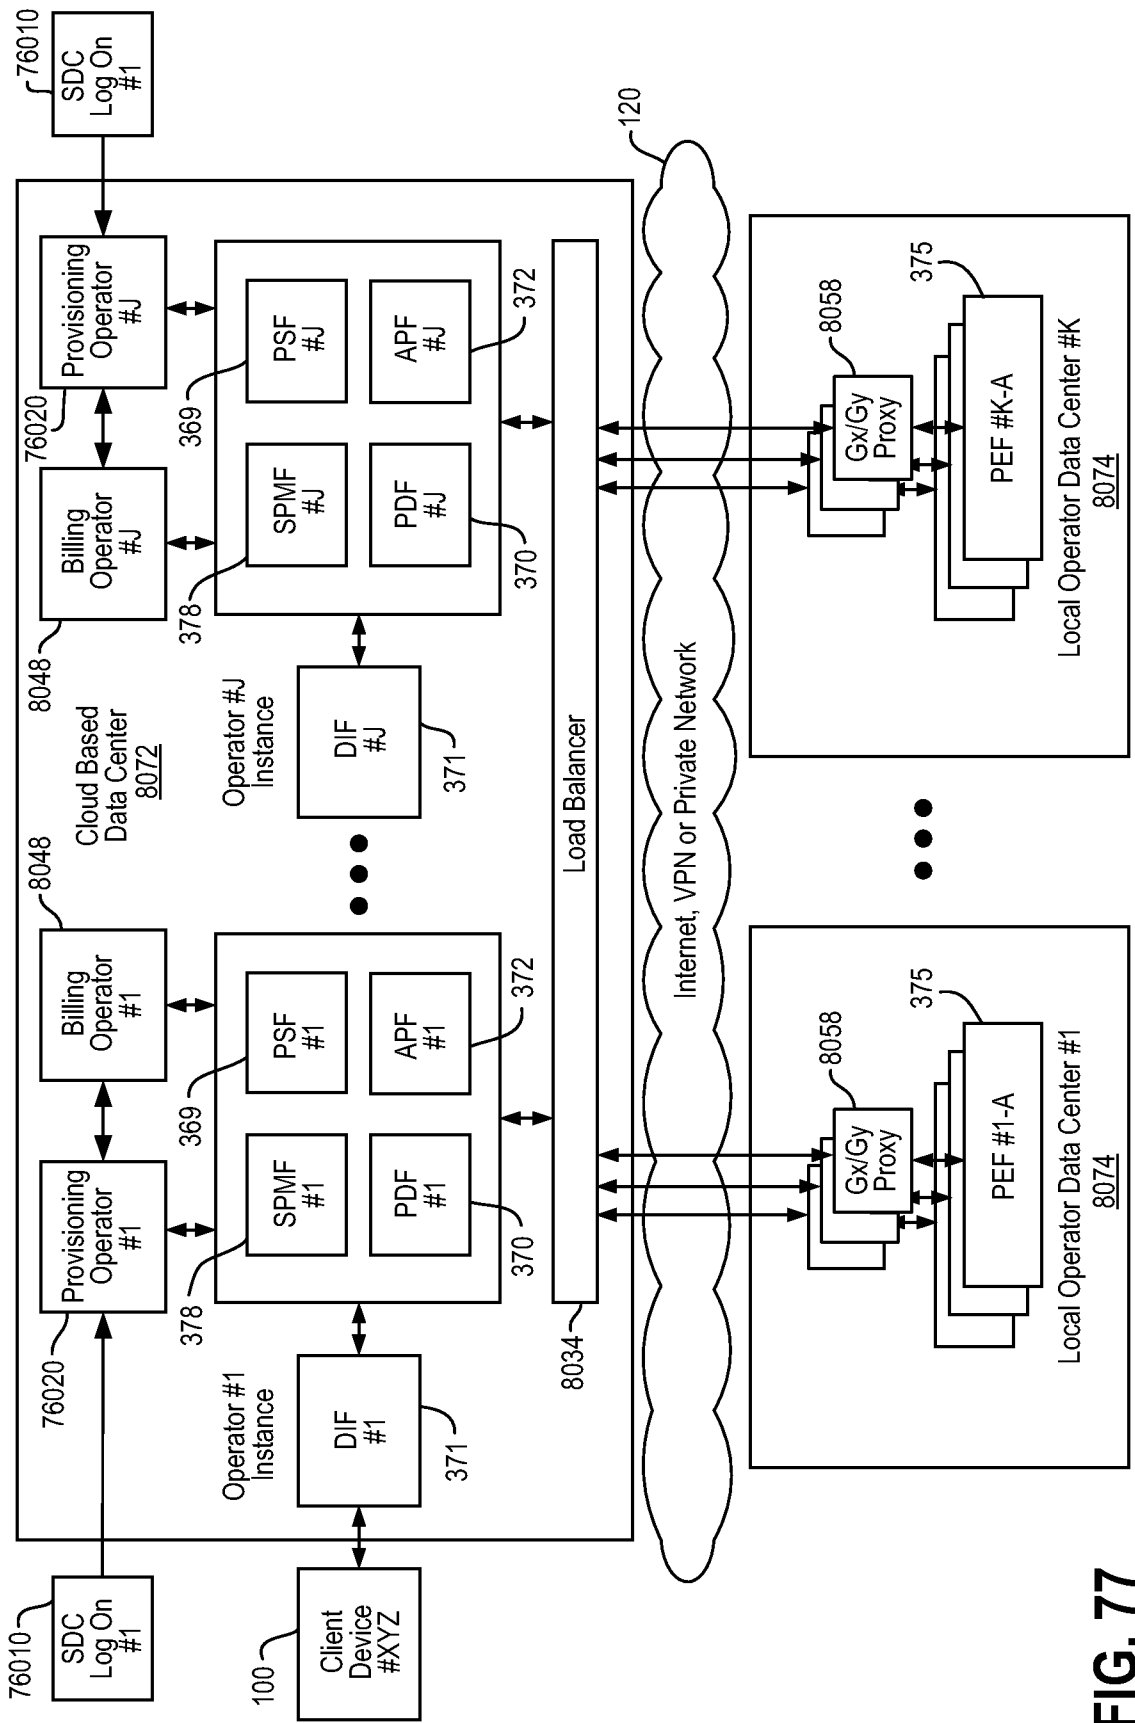 76010
SDC
Log On
#1
76020
Provisioning
Operator
#1
Billing
Operator
#1
8048
Cloud Based
Data Center
8072
8048
Billing
Operator
#J
76020
Provisioning
Operator
#J
76010
SDC
Log On
#1
100
Client
Device
#XYZ
Operator #1
Instance
DIF
#1
371
378
SPMF
#1
369
PSF
#1
PDF
#1
370
APF
#1
372
Operator #J
Instance
DIF
#J
371
378
SPMF
#J
369
PSF
#J
PDF
#J
370
APF
#J
372
8034
Load Balancer
Internet, VPN or Private Network
120
Gx/Gy
Proxy
8058
PEF #1-A
375
Local Operator Data Center #1
8074
Gx/Gy
Proxy
8058
PEF #K-A
375
Local Operator Data Center #K
8074
FIG. 77